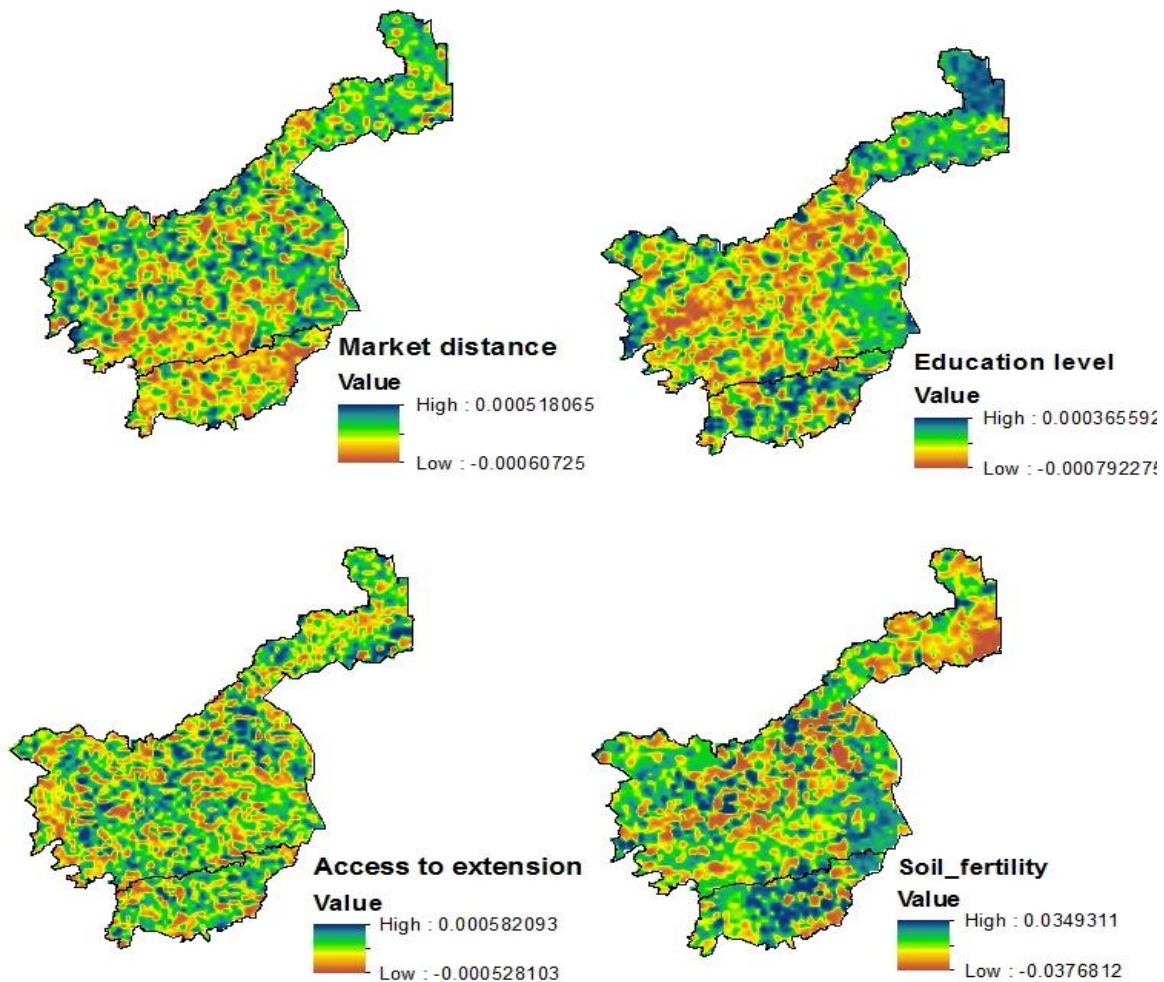 Market distance
Value
High : 0.000518065
Low : -0.00060725
Education level
Value
High : 0.000365592
Low : -0.000792275
Access to extension
Value
High : 0.000582093
Low : -0.000528103
Soil_fertility
Value
High : 0.0349311
Low : -0.0376812